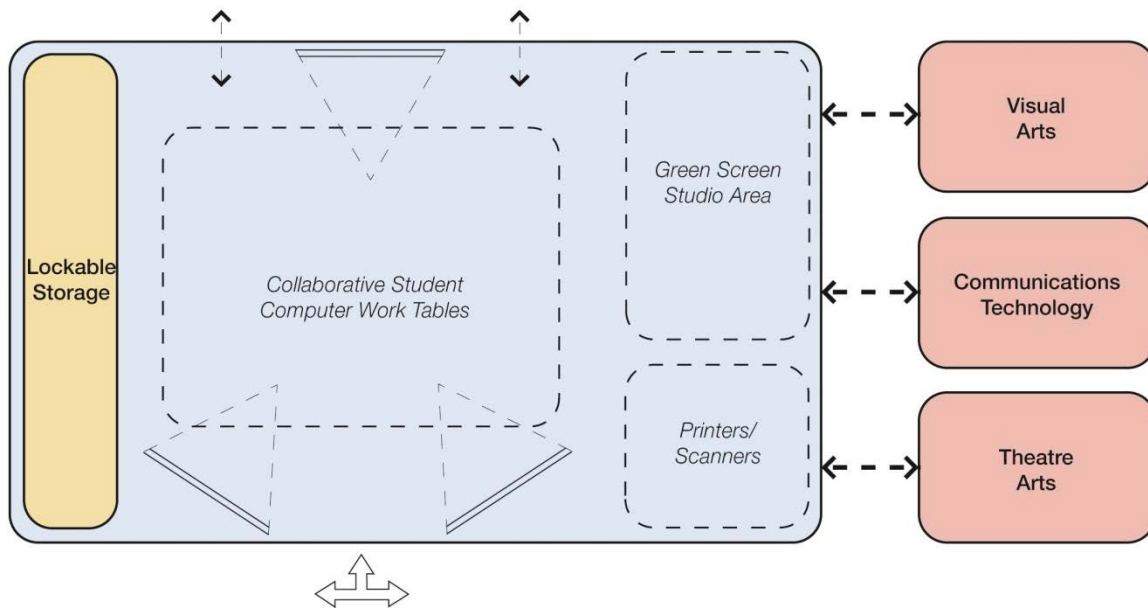 Lockable
Storage
Collaborative Student
Computer Work Tables
Green Screen
Studio Area
Printers/
Scanners
Visual
Arts
Communications
Technology
Theatre
Arts